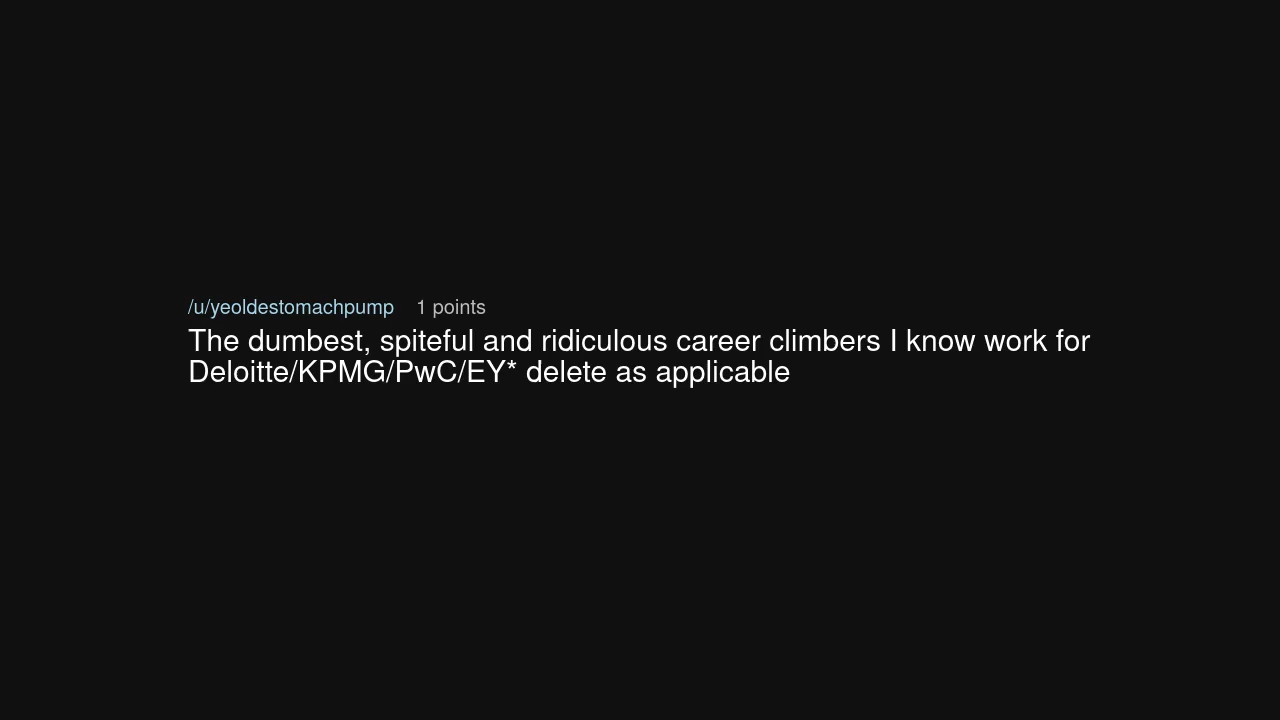 /u/yeoldestomachpump 1 points
The dumbest, spiteful and ridiculous career climbers I know work for
Deloitte/KPMG/PwC/EY* delete as applicable